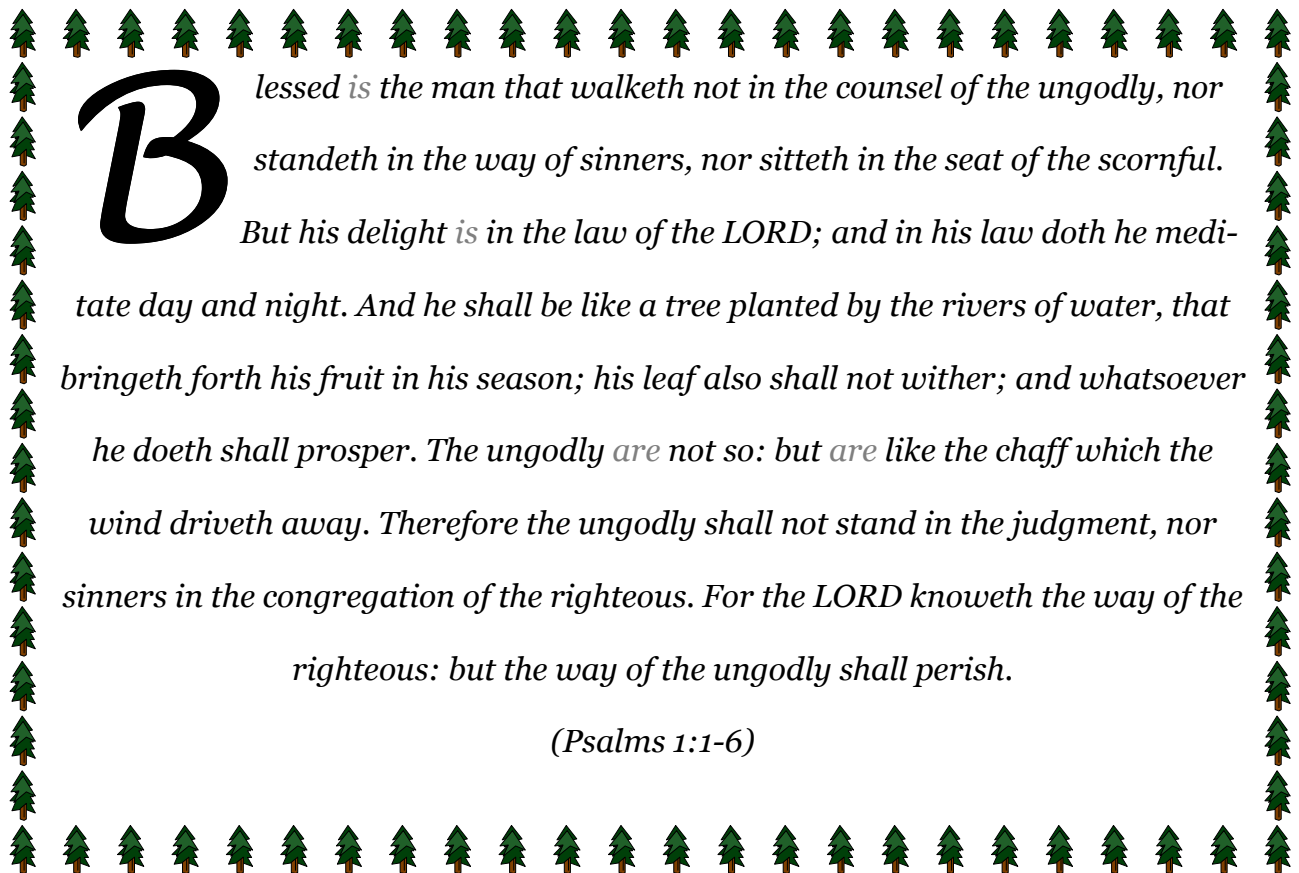 Blessed is the man that walketh not in the counsel of the ungodly, nor
standeth in the way of sinners, nor sitteth in the seat of the scornful.
But his delight is in the law of the LORD; and in his law doth he medi-
tate day and night. And he shall be like a tree planted by the rivers of water, that
bringeth forth his fruit in his season; his leaf also shall not wither; and whatsoever
he doeth shall prosper. The ungodly are not so: but are like the chaff which the
wind driveth away. Therefore the ungodly shall not stand in the judgment, nor
sinners in the congregation of the righteous. For the LORD knoweth the way of the
righteous: but the way of the ungodly shall perish.
(Psalms 1:1-6)